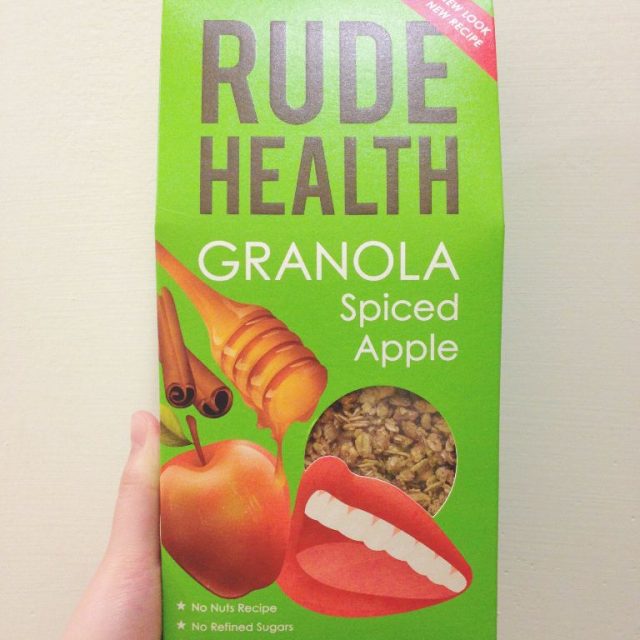 NEW LOOK
NEW RECIPE
RUDE
HEALTH
GRANOLA
Spiced
Apple
★ No Nuts Recipe
★ No Refined Sugars